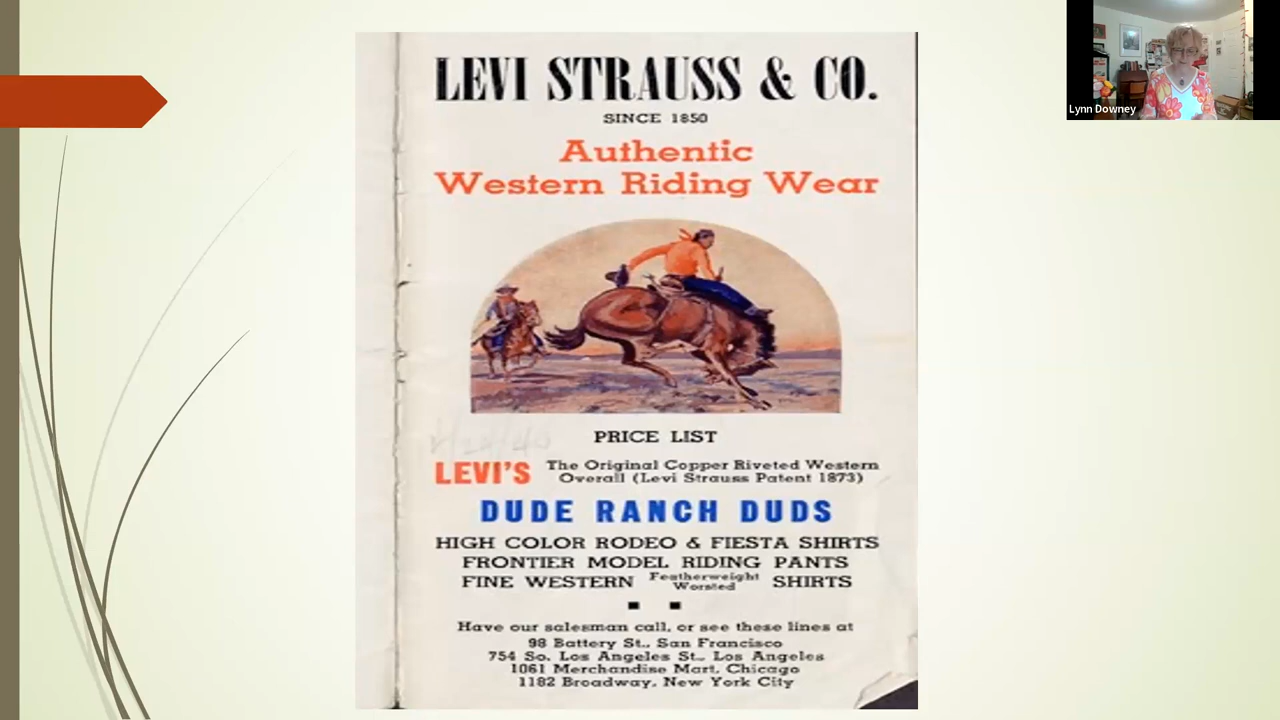 LEVI STRAUSS & CO.
SINCE 1850
Authentic
Western Riding Wear
PRICE LIST
LEVI'S The Original Copper Riveted Western
Overall (Levi Strauss Patent 1873)
DUDE RANCH DUDS
HIGH COLOR RODEO & FIESTA SHIRTS
FRONTIER MODEL RIDING PANTS
FINE WESTERN Featherweight Worsted SHIRTS
Have our salesman call, or see these lines at
98 Battery St., San Francisco
754 So. Los Angeles St., Los Angeles
1061 Merchandise Mart, Chicago
1182 Broadway, New York City
Lynn Downey